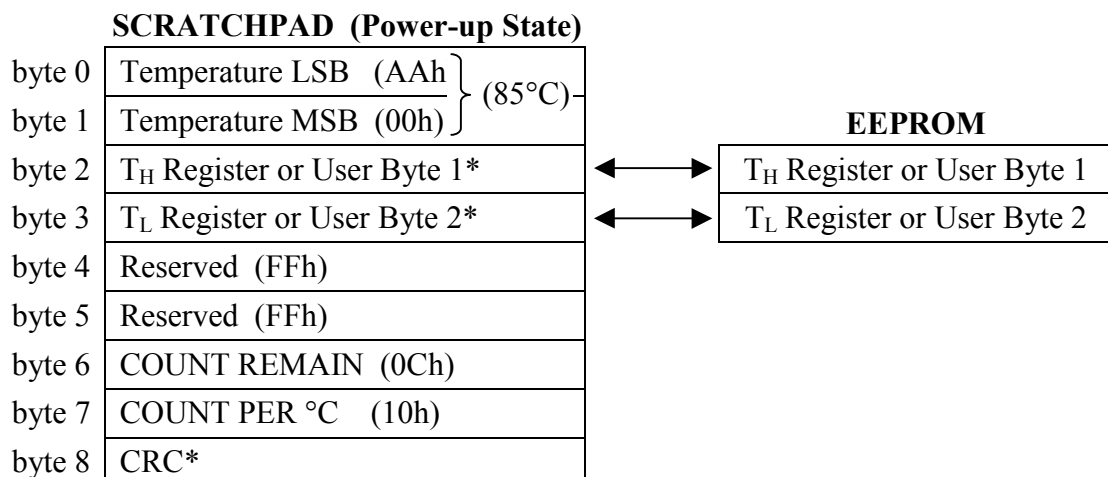 SCRATCHPAD (Power-up State)
byte 0 Temperature LSB (AAh
(85°C)
byte 1 Temperature MSB (00h)
EEPROM
byte 2 TH Register or User Byte 1* TH Register or User Byte 1
byte 3 TL Register or User Byte 2* TL Register or User Byte 2
byte 4 Reserved (FFh)
byte 5 Reserved (FFh)
byte 6 COUNT REMAIN (0Ch)
byte 7 COUNT PER °C (10h)
byte 8 CRC*